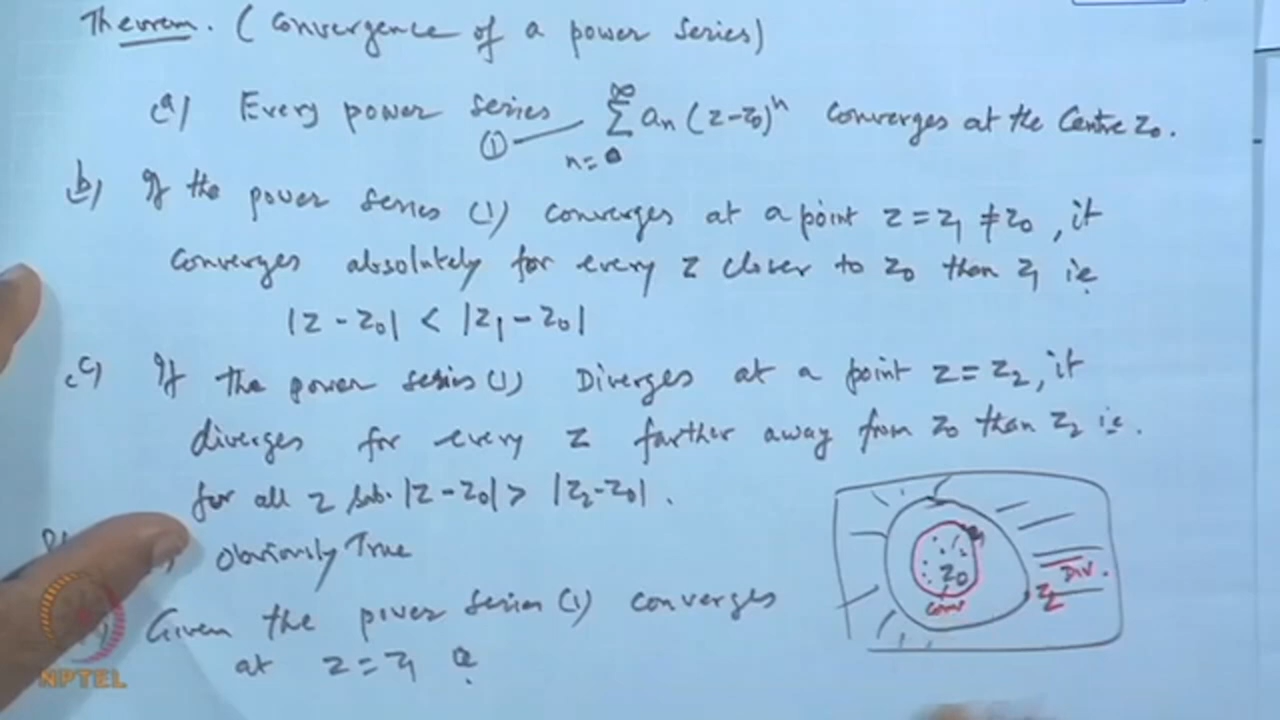 Theorem. (Convergence of a power series)
(a) Every power series ∑ an (z-z0)^n converges at the Centre z0.
(1) n=0 ∞
(b) If the power series (1) converges at a point z = z1 ≠ z0, it
converges absolutely for every z closer to z0 than z1 ie
|z - z0| < |z1 - z0|
(c) If the power series (1) Diverges at a point z = z2, it
diverges for every z farther away from z0 than z2 ie.
for all z s.t. |z - z0| > |z2 - z0|.
Obviously True
Given the power series (1) converges
at z = z1
z1
z0
conv
z2
Div.
NPTEL